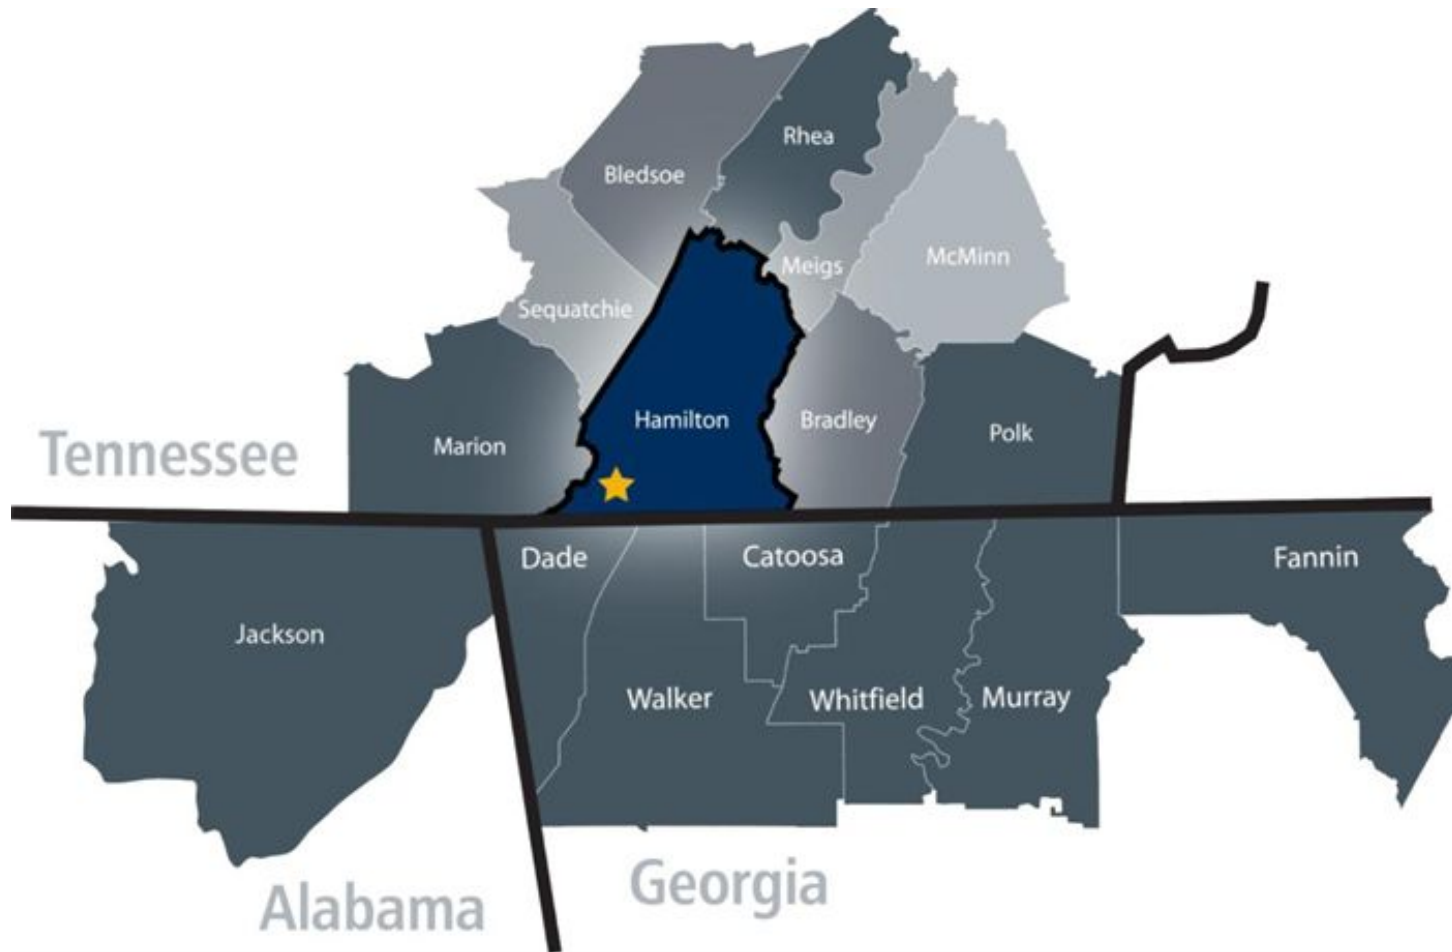 Rhea
Bledsoe
McMinn
Meigs
Sequatchie
Hamilton
Bradley
Polk
Marion
Tennessee
Dade
Catoosa
Fannin
Jackson
Walker
Whitfield
Murray
Georgia
Alabama